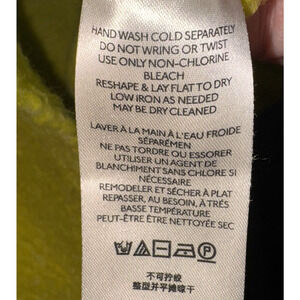 HAND WASH COLD SEPARATELY
DO NOT WRING OR TWIST
USE ONLY NON-CHLORINE
BLEACH
RESHAPE & LAY FLAT TO DRY
LOW IRON AS NEEDED
MAY BE DRY CLEANED
LAVER À LA MAIN À L'EAU FROIDE
SÉPARÉMEN
NE PAS TORDRE OU ESSORER
UTILISER UN AGENT DE
BLANCHIMENT SANS CHLORE SI
NÉCESSAIRE
REMODELER ET SÉCHER À PLAT
REPASSER, AU BESOIN, À TRÈS
BASSE TEMPÉRATURE
PEUT-ÊTRE ÊTRE NETTOYÉ SEC
不可拧绞
整型并平摊晾干